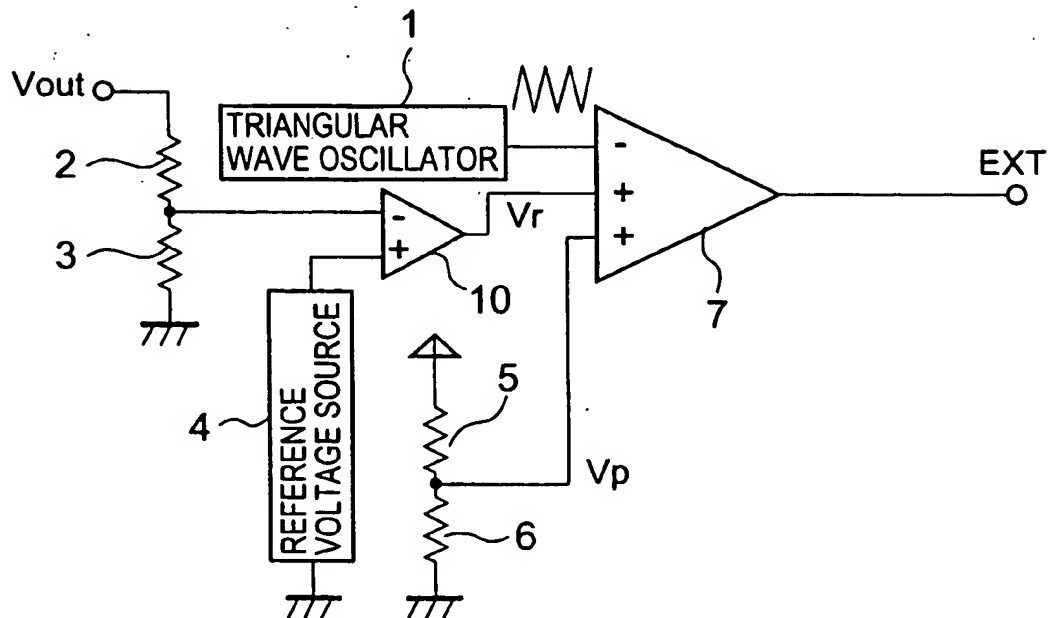 1
Vout
TRIANGULAR
WAVE OSCILLATOR
-
+
+
EXT
2
-
+
Vr
3
10
7
REFERENCE
VOLTAGE SOURCE
4
5
Vp
6